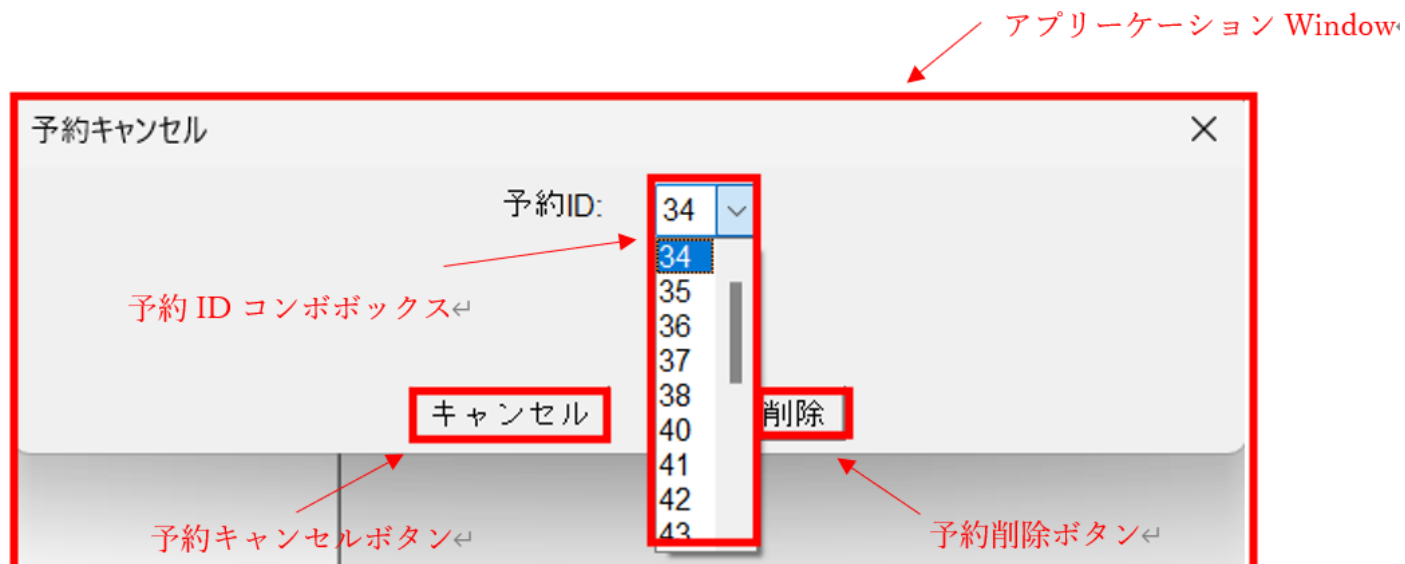 アプリーケーション Window
予約キャンセル
予約ID:
34
34
35
36
37
38
40
41
42
43
予約 ID コンボボックス
キャンセル
削除
予約キャンセルボタン
予約削除ボタン